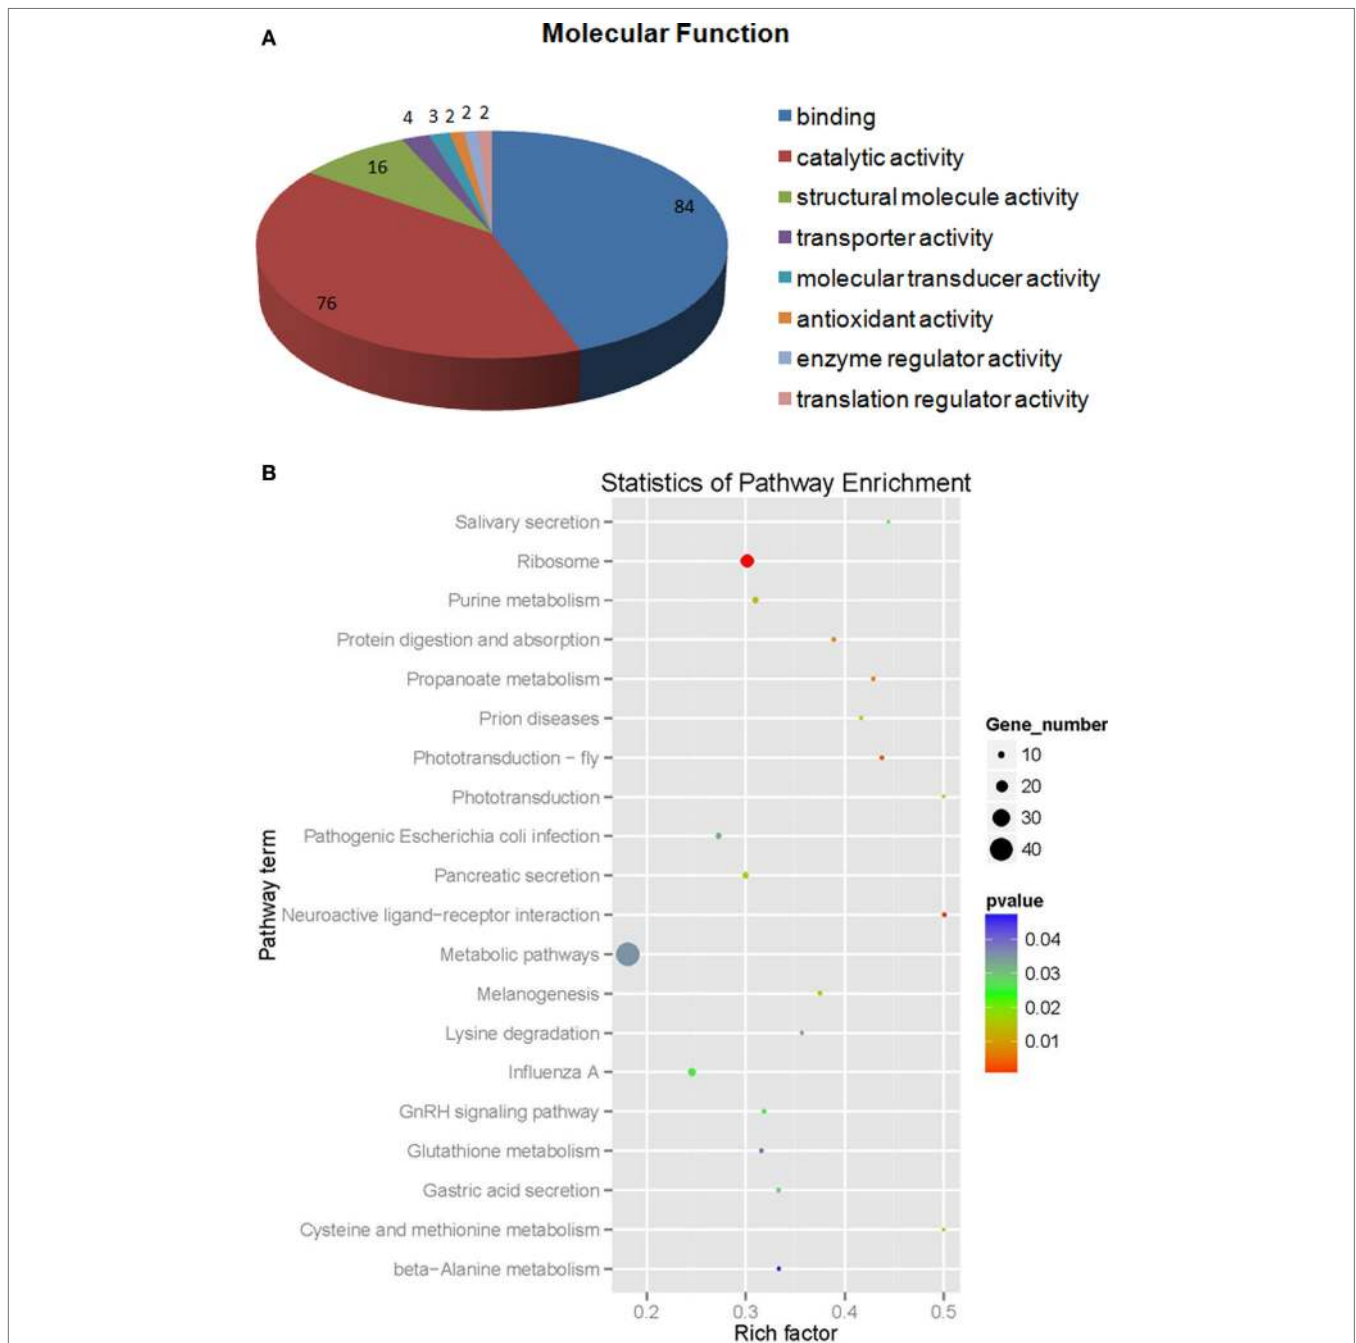 A
Molecular Function
4 3 2 2 2
16
84
76
binding
catalytic activity
structural molecule activity
transporter activity
molecular transducer activity
antioxidant activity
enzyme regulator activity
translation regulator activity
B
Statistics of Pathway Enrichment
Salivary secretion
Ribosome
Purine metabolism
Protein digestion and absorption
Propanoate metabolism
Prion diseases
Phototransduction − fly
Phototransduction
Pathogenic Escherichia coli infection
Pancreatic secretion
Neuroactive ligand−receptor interaction
Metabolic pathways
Melanogenesis
Lysine degradation
Influenza A
GnRH signaling pathway
Glutathione metabolism
Gastric acid secretion
Cysteine and methionine metabolism
beta−Alanine metabolism
Pathway term
0.2 0.3 0.4 0.5
Rich factor
Gene_number
10
20
30
40
pvalue
0.04
0.03
0.02
0.01